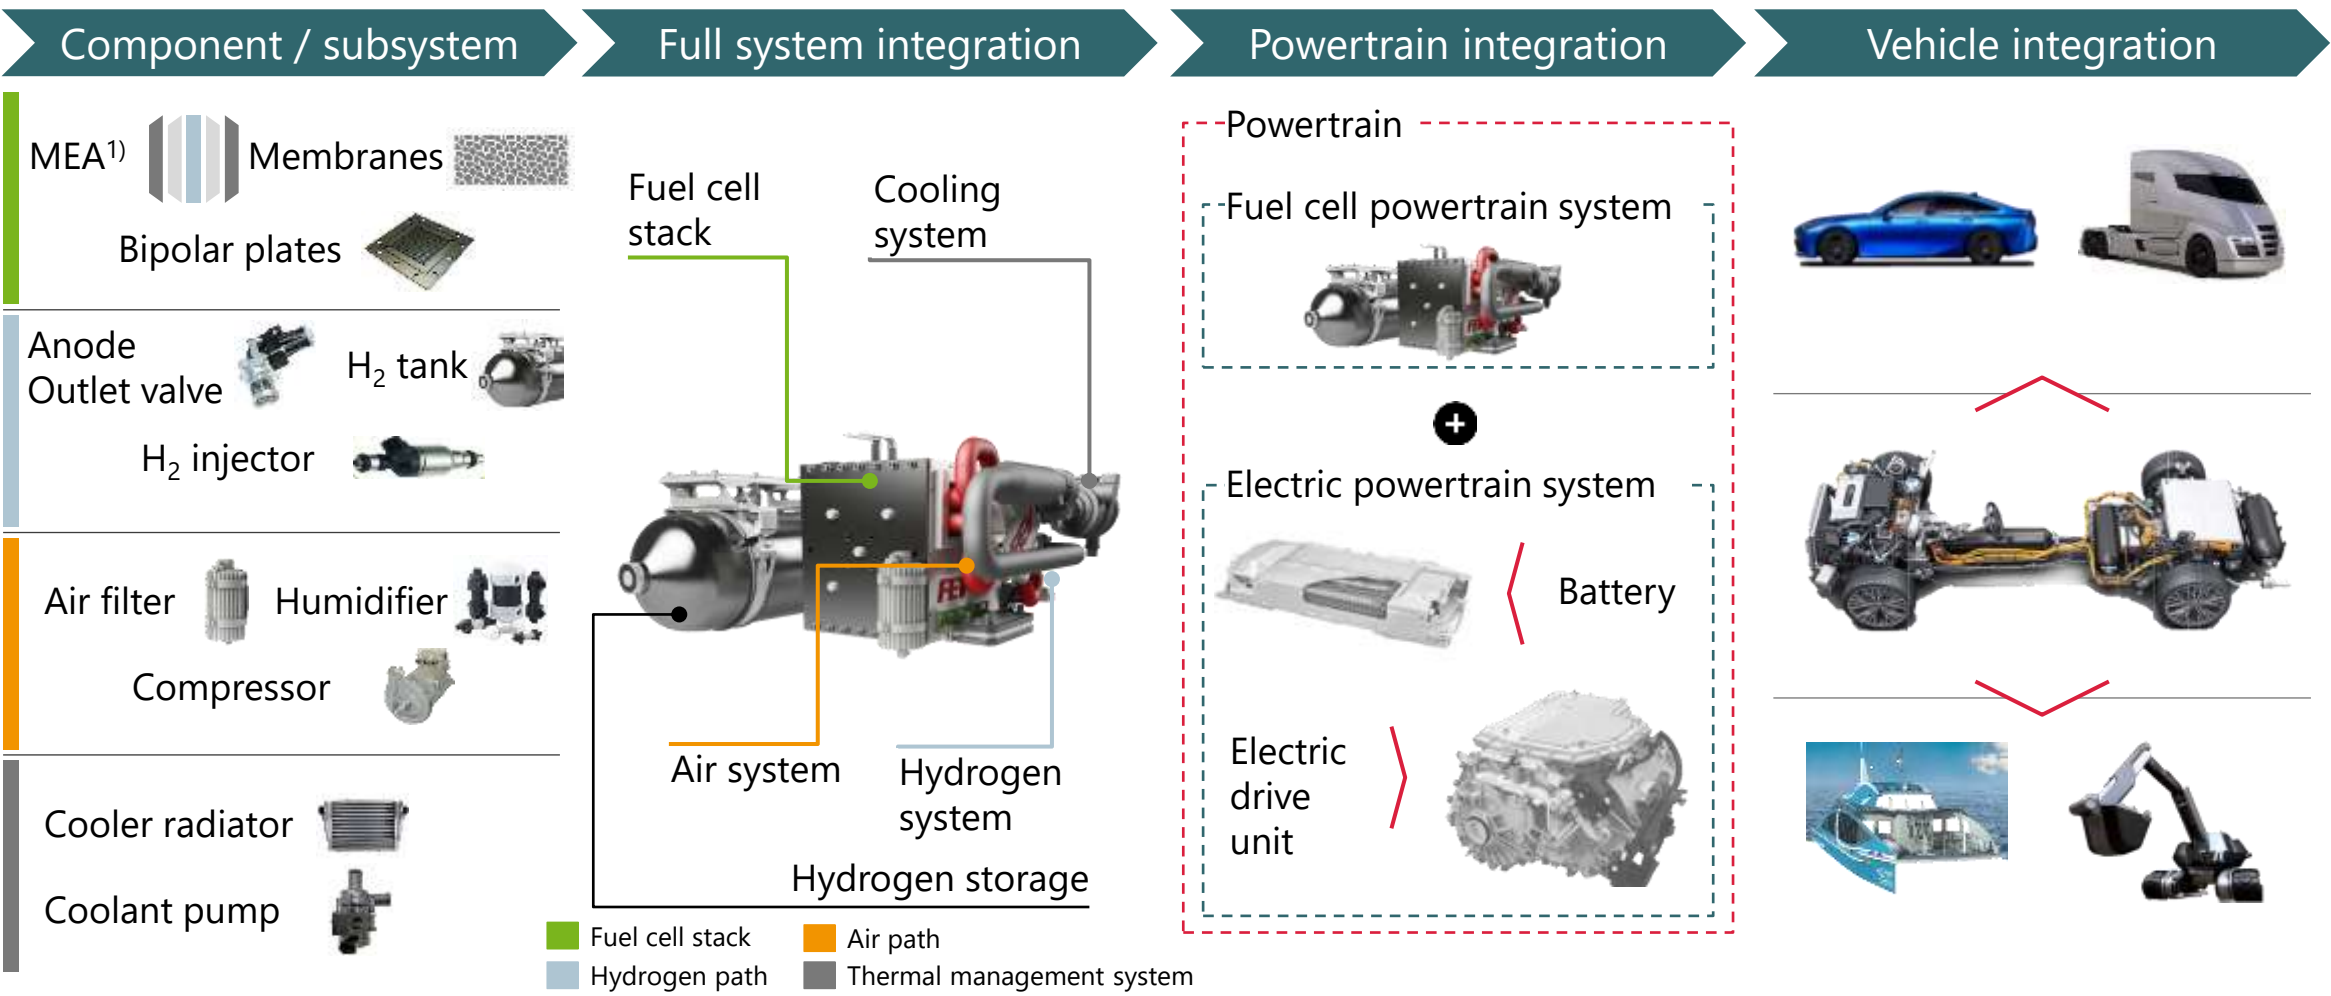 Component / subsystem
Full system integration
Powertrain integration
Vehicle integration
MEA1)
Membranes
Bipolar plates
Anode
Outlet valve
H2 tank
H2 injector
Air filter
Humidifier
Compressor
Cooler radiator
Coolant pump
Fuel cell
stack
Cooling
system
Air system
Hydrogen
system
Hydrogen storage
Fuel cell stack
Air path
Hydrogen path
Thermal management system
Powertrain
Fuel cell powertrain system
+
Electric powertrain system
Battery
Electric
drive
unit